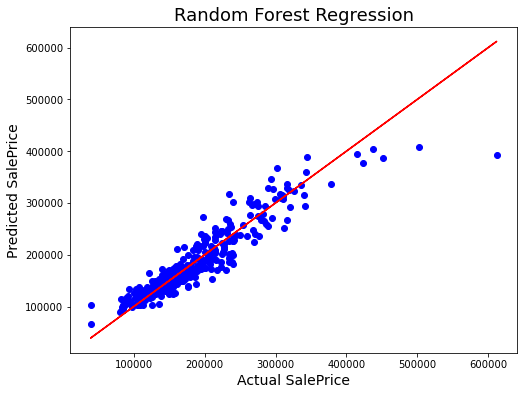 Random Forest Regression
Predicted SalePrice
600000
500000
400000
300000
200000
100000
100000 200000 300000 400000 500000 600000
Actual SalePrice